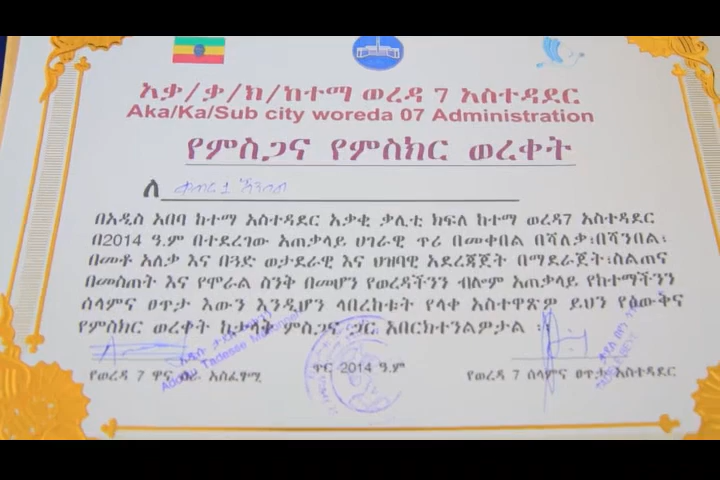 አቃ/ቃ/ክ/ከተማ ወረዳ 7 አስተዳደር
Aka/Ka/Sub city woreda 07 Administration
የምስጋና የምስክር ወረቀት
ለ
በአዲስ አበባ ከተማ አስተዳደር አቃቂ ቃሊቲ ክፍለ ከተማ ወረዳ7 አስተዳደር
በ2014 ዓ.ም በተደረገው አጠቃላይ ሀገራዊ ጥሪ በመቀበል በሻለቃ፣በሻንበል፣
በመቶ አለቃ እና በጓድ ወታደራዊ እና ህዝባዊ አደረጃጀት በማደራጀት፣ስልጠና
በመስጠት እና የሞራል ስንቅ በመሆን የወረዳችንን ብሎም አጠቃላይ የከተማችንን
ሰላምና ፀጥታ እውን እንዲሆን ላበረከቱት የላቀ አስተዋጽዎ ይህን የዕውቅና
የምስክር ወረቀት ከታላቅ ምስጋና ጋር አበርክተንልዎታል ፡፡
የወረዳ 7 ዋና ስራ አስፈፃሚ
ጥር 2014 ዓ.ም
የወረዳ 7 ሰላምና ፀጥታ አስተዳደር